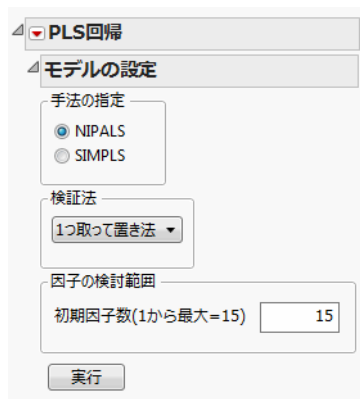 PLS回帰
モデルの設定
手法の指定
NIPALS
SIMPLS
検証法
1つ取って置き法
因子の検討範囲
初期因子数(1から最大=15) 15
実行